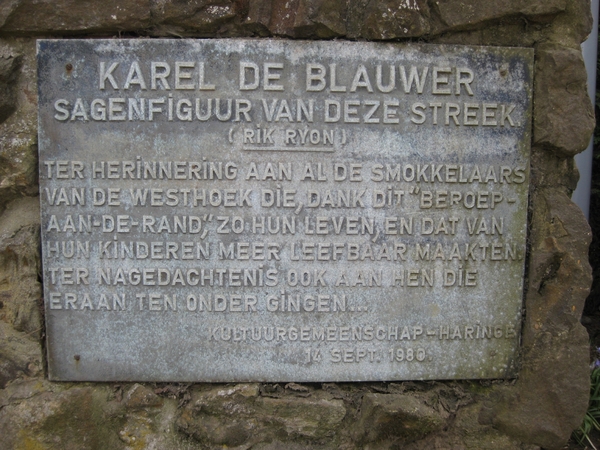 KAREL DE BLAUWER
SAGENFIGUUR VAN DEZE STREEK.
(RIK RYON)
TER HERINNERING AAN AL DE SMOKKELAARS
VAN DE WESTHOEK DIE, DANK DIT "BEROEP-
AAN-DE-RAND," ZO HUN LEVEN, EN DAT VAN
HUN KINDEREN MEER LEEFBAAR MAAKTEN.
TER NAGEDACHTENIS OOK AAN HEN DIE
ERAAN TEN ONDER GINGEN...
KULTUURGEMEENSCHAP-HARINGE
14 SEPT. 1980.